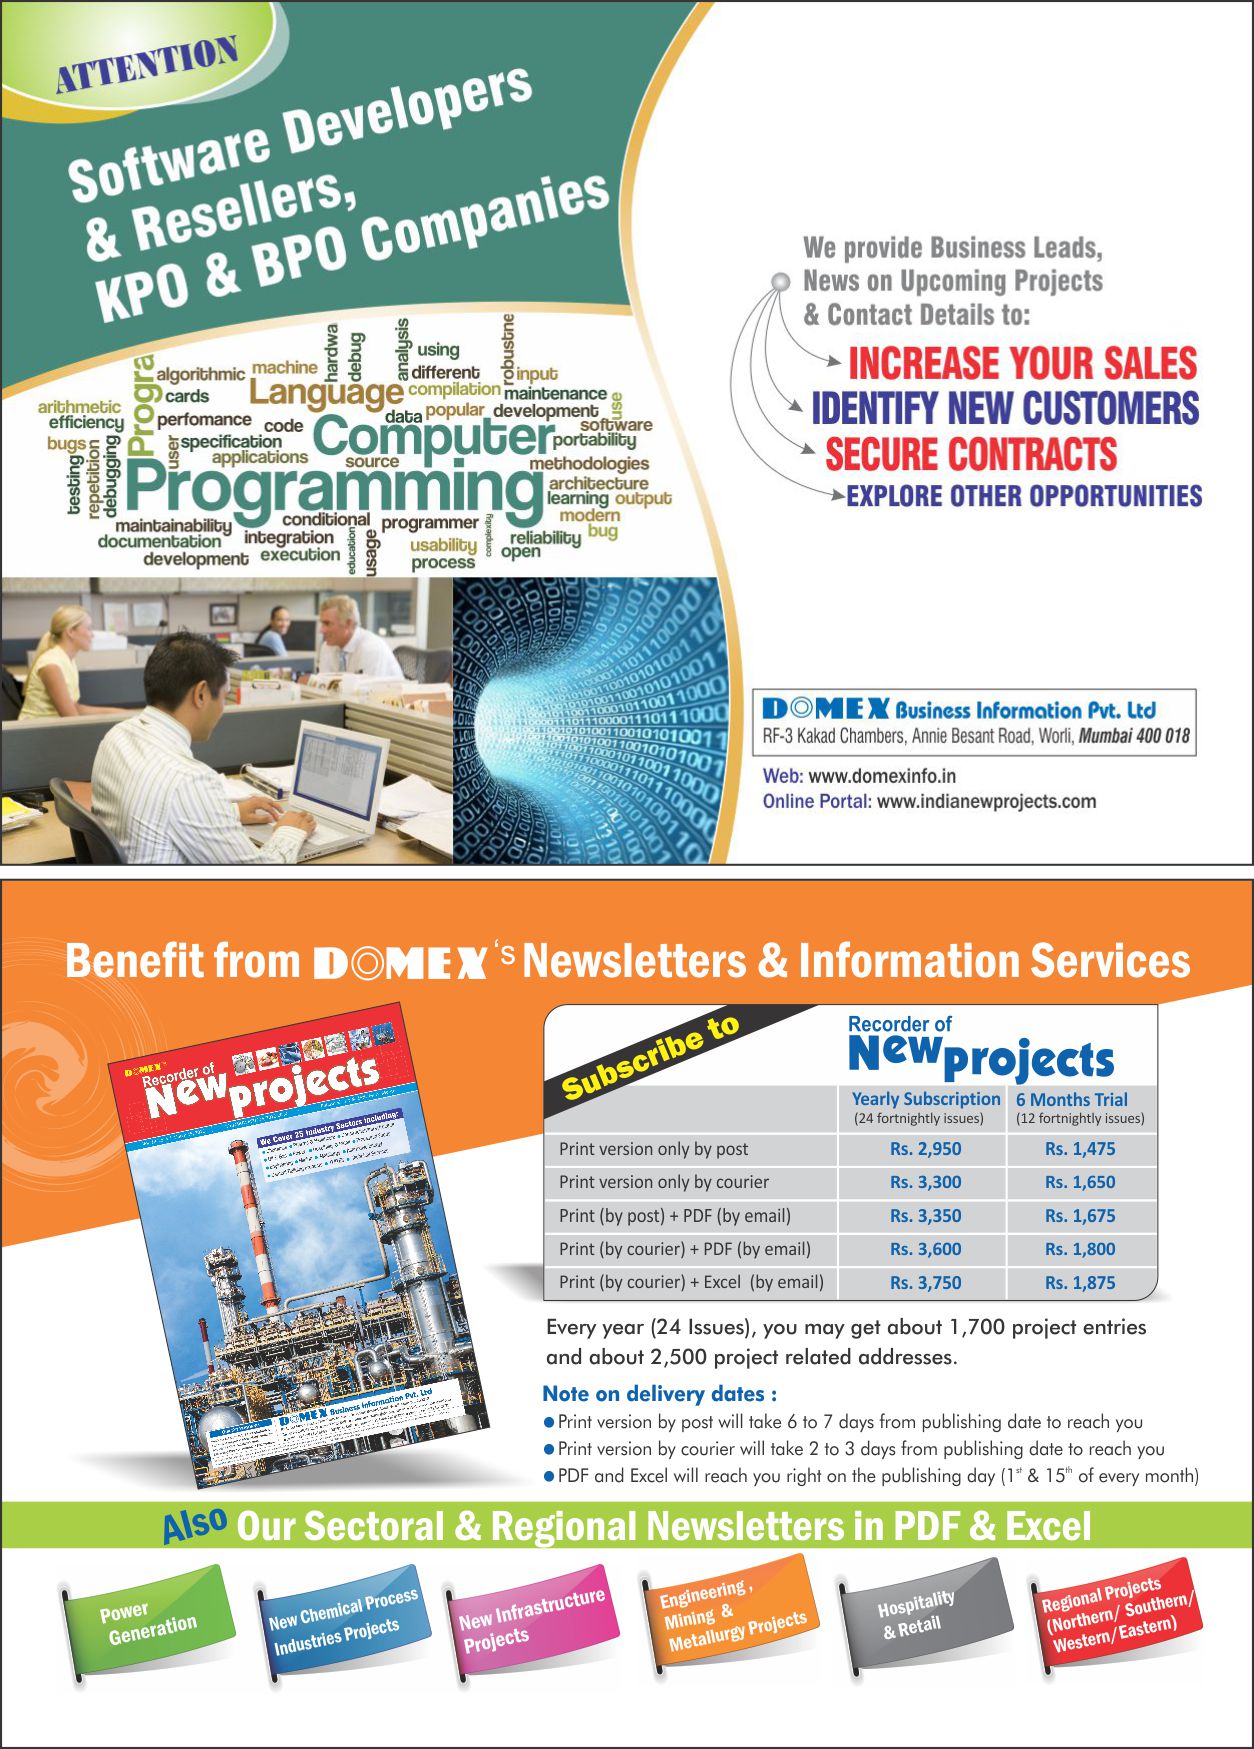 ATTENTION
Software Developers
& Resellers,
KPO & BPO Companies
We provide Business Leads,
News on Upcoming Projects
& Contact Details to:
INCREASE YOUR SALES
IDENTIFY NEW CUSTOMERS
SECURE CONTRACTS
EXPLORE OTHER OPPORTUNITIES
Progra
algorithmic
machine
hardwa
debug
analysis
using
different
robustne
input
cards
Language
compilation
maintenance
arithmetic
efficiency
perfomance
code
data
popular
development
use
software
bugs
user
specification
Computer
portability
applications
source
methodologies
testing
repetition
debugging
Programming
architecture
learning
output
maintainability
conditional
programmer
modern
documentation
integration
education
usage
usability
complexity
reliability
bug
development
execution
process
open
DOMEX Business Information Pvt. Ltd
RF-3 Kakad Chambers, Annie Besant Road, Worli, Mumbai 400 018
Web: www.domexinfo.in
Online Portal: www.indianewprojects.com
Benefit from DOMEX's Newsletters & Information Services
DOMEX
Recorder of
New projects
We Cover 25 Industry Sectors Including:
DOMEX Business Information Pvt. Ltd
Subscribe to
Recorder of
New projects
Yearly Subscription 6 Months Trial
(24 fortnightly issues) (12 fortnightly issues)
Print version only by post Rs. 2,950 Rs. 1,475
Print version only by courier Rs. 3,300 Rs. 1,650
Print (by post) + PDF (by email) Rs. 3,350 Rs. 1,675
Print (by courier) + PDF (by email) Rs. 3,600 Rs. 1,800
Print (by courier) + Excel (by email) Rs. 3,750 Rs. 1,875
Every year (24 Issues), you may get about 1,700 project entries
and about 2,500 project related addresses.
Note on delivery dates :
● Print version by post will take 6 to 7 days from publishing date to reach you
● Print version by courier will take 2 to 3 days from publishing date to reach you
● PDF and Excel will reach you right on the publishing day (1st & 15th of every month)
Also Our Sectoral & Regional Newsletters in PDF & Excel
Power
Generation
New Chemical Process
Industries Projects
New Infrastructure
Projects
Engineering ,
Mining &
Metallurgy Projects
Hospitality
& Retail
Regional Projects
(Northern/ Southern/
Western/Eastern)